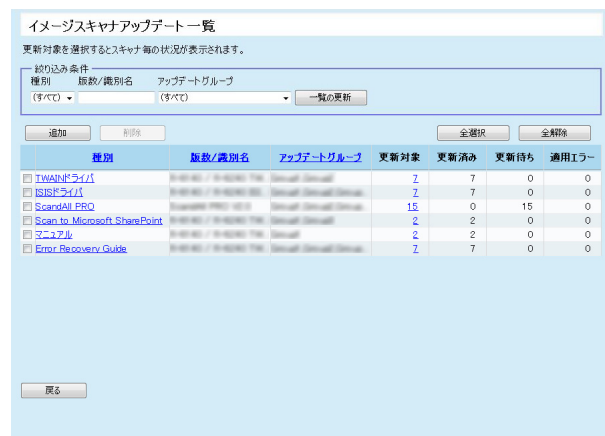 イメージスキャナアップデート一覧
更新対象を選択するとスキャナ毎の状況が表示されます。
絞り込み条件
種別 版数/識別名 アップデートグループ
(すべて) (すべて) 一覧の更新
追加 削除 全選択 全解除
種別 版数/識別名 アップデートグループ 更新対象 更新済み 更新待ち 適用エラー
TWAINドライバ 7 7 0 0
ISISドライバ 7 7 0 0
ScandAll PRO 15 0 15 0
Scan to Microsoft SharePoint 2 2 0 0
マニュアル 2 2 0 0
Error Recovery Guide 7 7 0 0
戻る